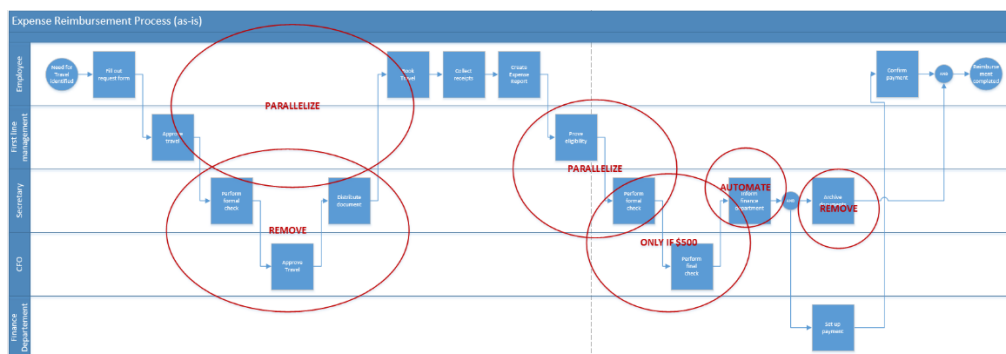 Expense Reimbursement Process (as-is)
Employee
Need for
Travel
identified
Fill out
request form
Book
Travel
Collect
receipts
Create
Expense
Report
Confirm
payment
Reimburse
ment
completed
PARALLELIZE
First line
management
Approve
travel
Prove
eligibility
PARALLELIZE
Secretary
Perform
formal
check
Distribute
document
Perform
formal
check
AUTOMATE
Inform
finance
department
Archive
REMOVE
REMOVE
ONLY IF $500
CFO
Approve
Travel
Perform
final
check
Finance
Departement
Set up
payment